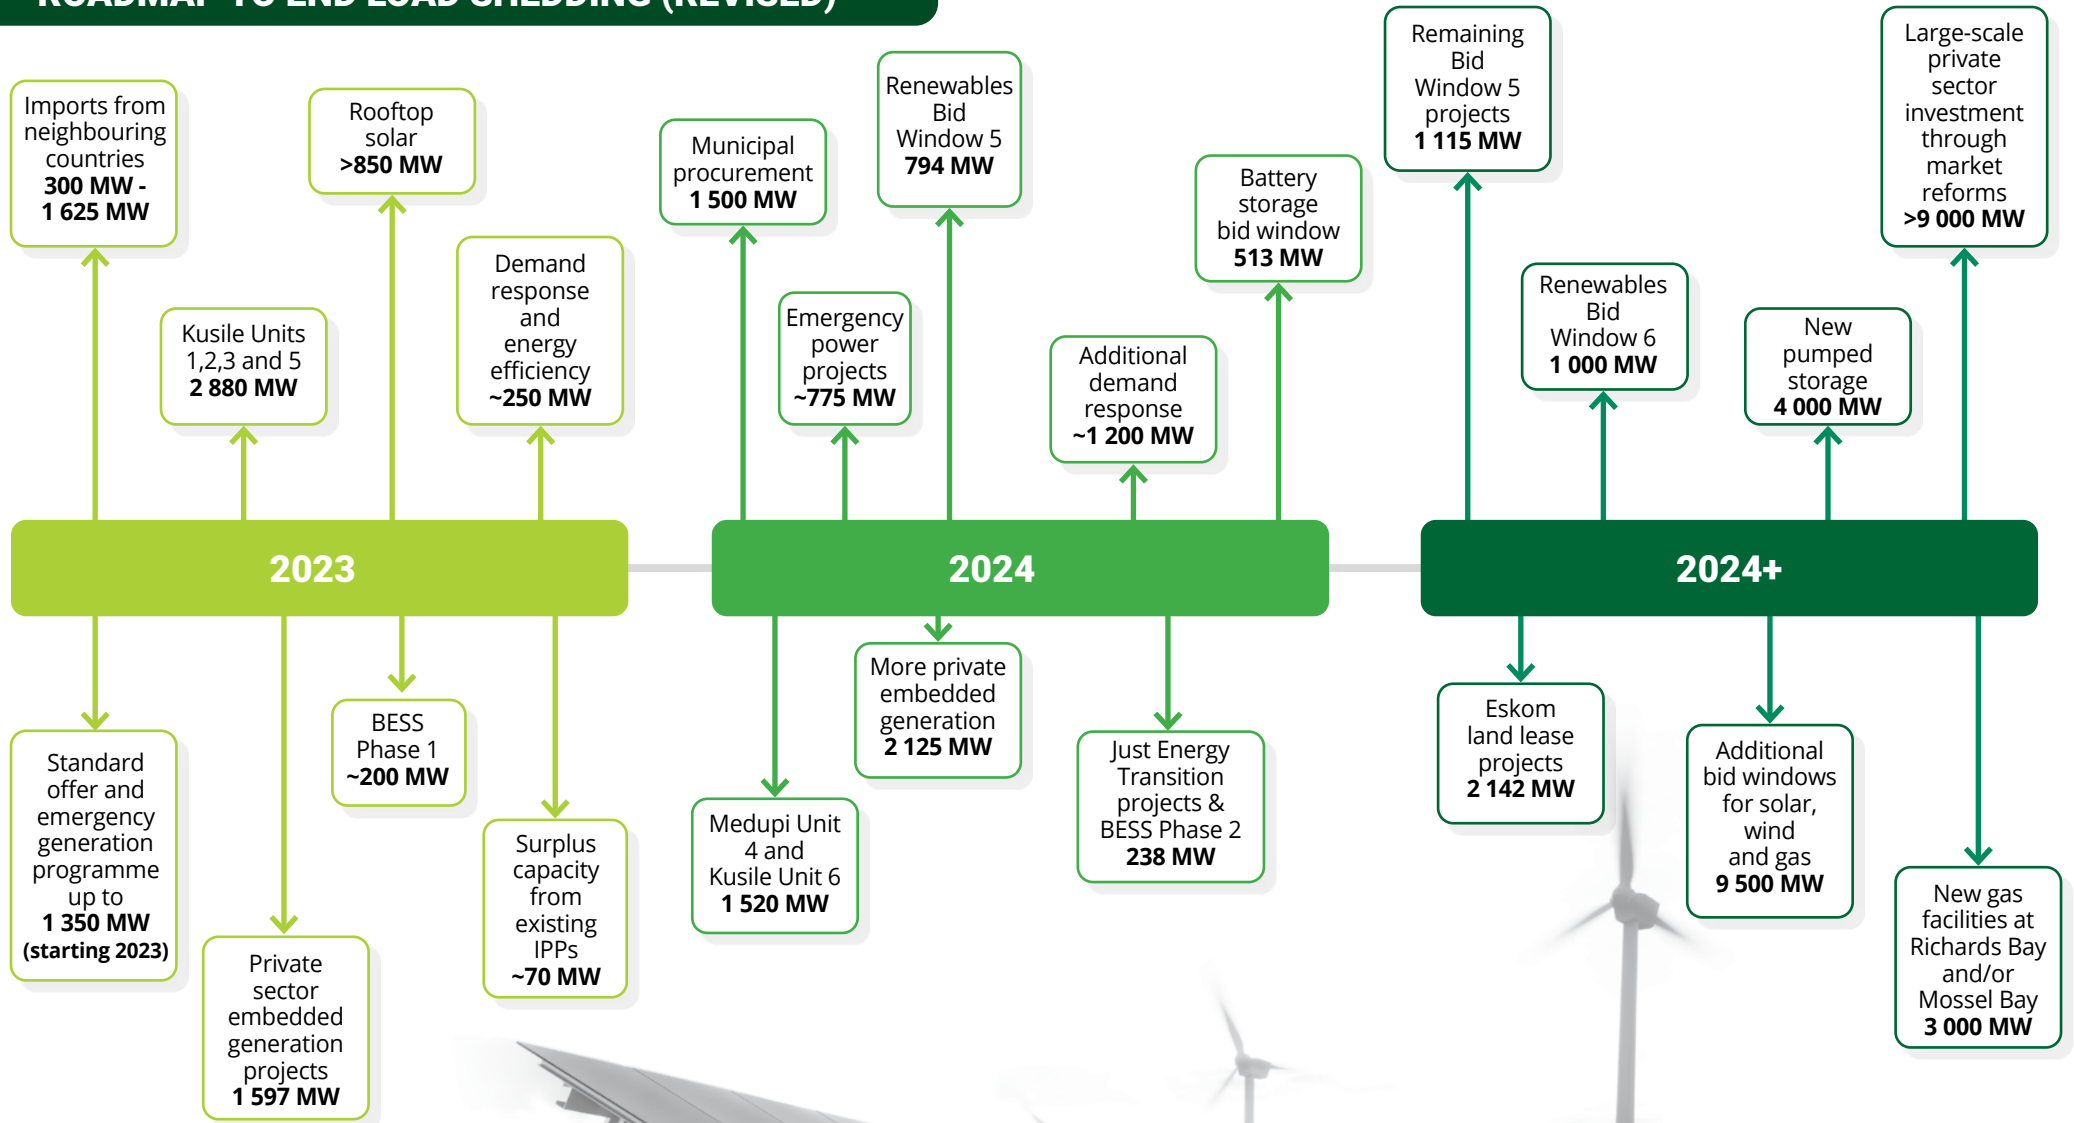 ROADMAP TO END LOAD SHEDDING (REVISED)
Imports from
neighbouring
countries
300 MW -
1 625 MW
Kusile Units
1,2,3 and 5
2 880 MW
Rooftop
solar
>850 MW
Demand
response
and
energy
efficiency
~250 MW
Municipal
procurement
1 500 MW
Emergency
power
projects
~775 MW
Renewables
Bid
Window 5
794 MW
Additional
demand
response
~1 200 MW
Battery
storage
bid window
513 MW
Remaining
Bid
Window 5
projects
1 115 MW
Renewables
Bid
Window 6
1 000 MW
New
pumped
storage
4 000 MW
Large-scale
private
sector
investment
through
market
reforms
>9 000 MW
2023
2024
2024+
Standard
offer and
emergency
generation
programme
up to
1 350 MW
(starting 2023)
Private
sector
embedded
generation
projects
1 597 MW
BESS
Phase 1
~200 MW
Surplus
capacity
from
existing
IPPs
~70 MW
Medupi Unit
4 and
Kusile Unit 6
1 520 MW
More private
embedded
generation
2 125 MW
Just Energy
Transition
projects &
BESS Phase 2
238 MW
Eskom
land lease
projects
2 142 MW
Additional
bid windows
for solar,
wind
and gas
9 500 MW
New gas
facilities at
Richards Bay
and/or
Mossel Bay
3 000 MW